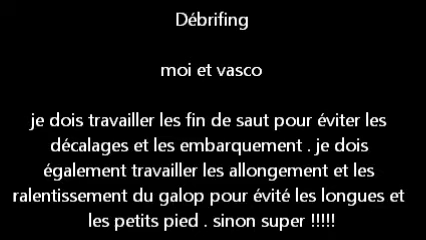 Débrifing
moi et vasco
je dois travailler les fin de saut pour éviter les
décalages et les embarquement . je dois
également travailler les allongement et les
ralentissement du galop pour évité les longues et
les petits pied . sinon super !!!!!